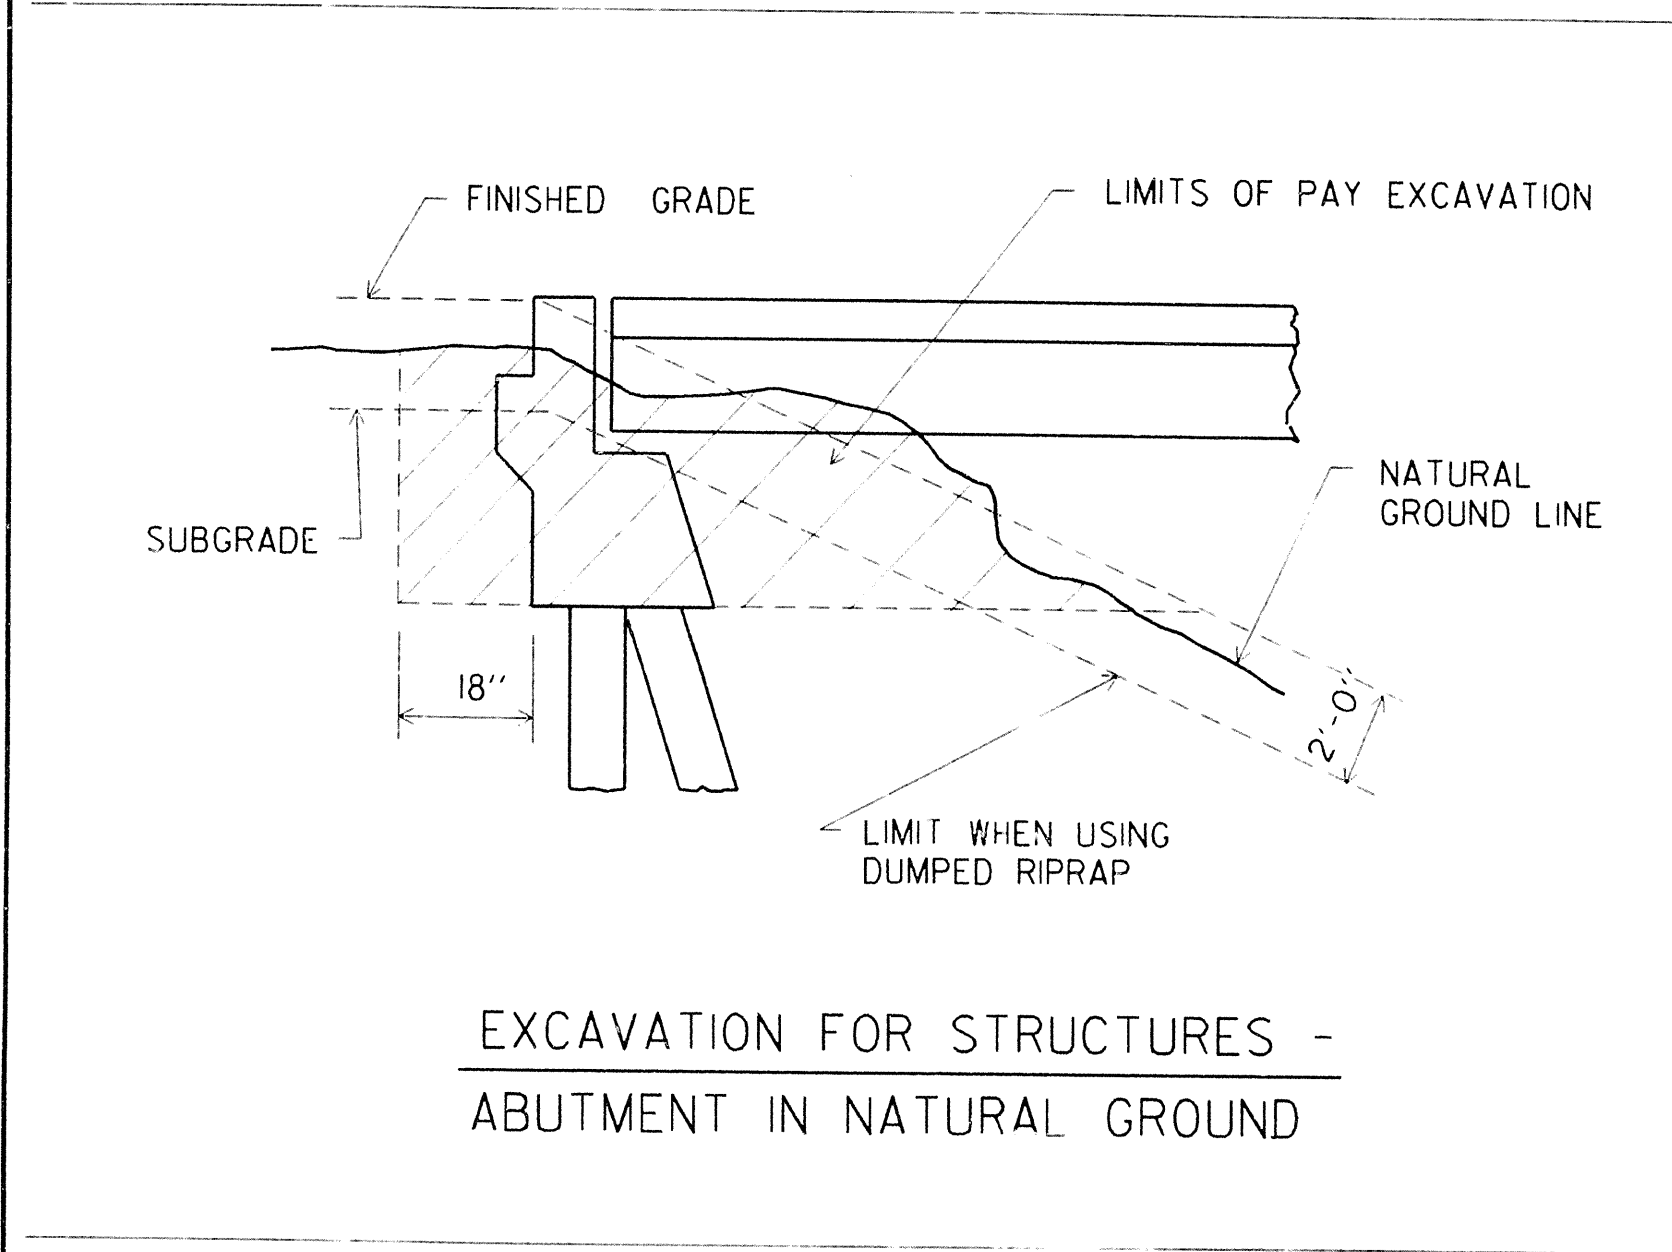 FINISHED GRADE
LIMITS OF PAY EXCAVATION
NATURAL
GROUND LINE
SUBGRADE
18''
2'-0''
LIMIT WHEN USING
DUMPED RIPRAP
EXCAVATION FOR STRUCTURES -
ABUTMENT IN NATURAL GROUND